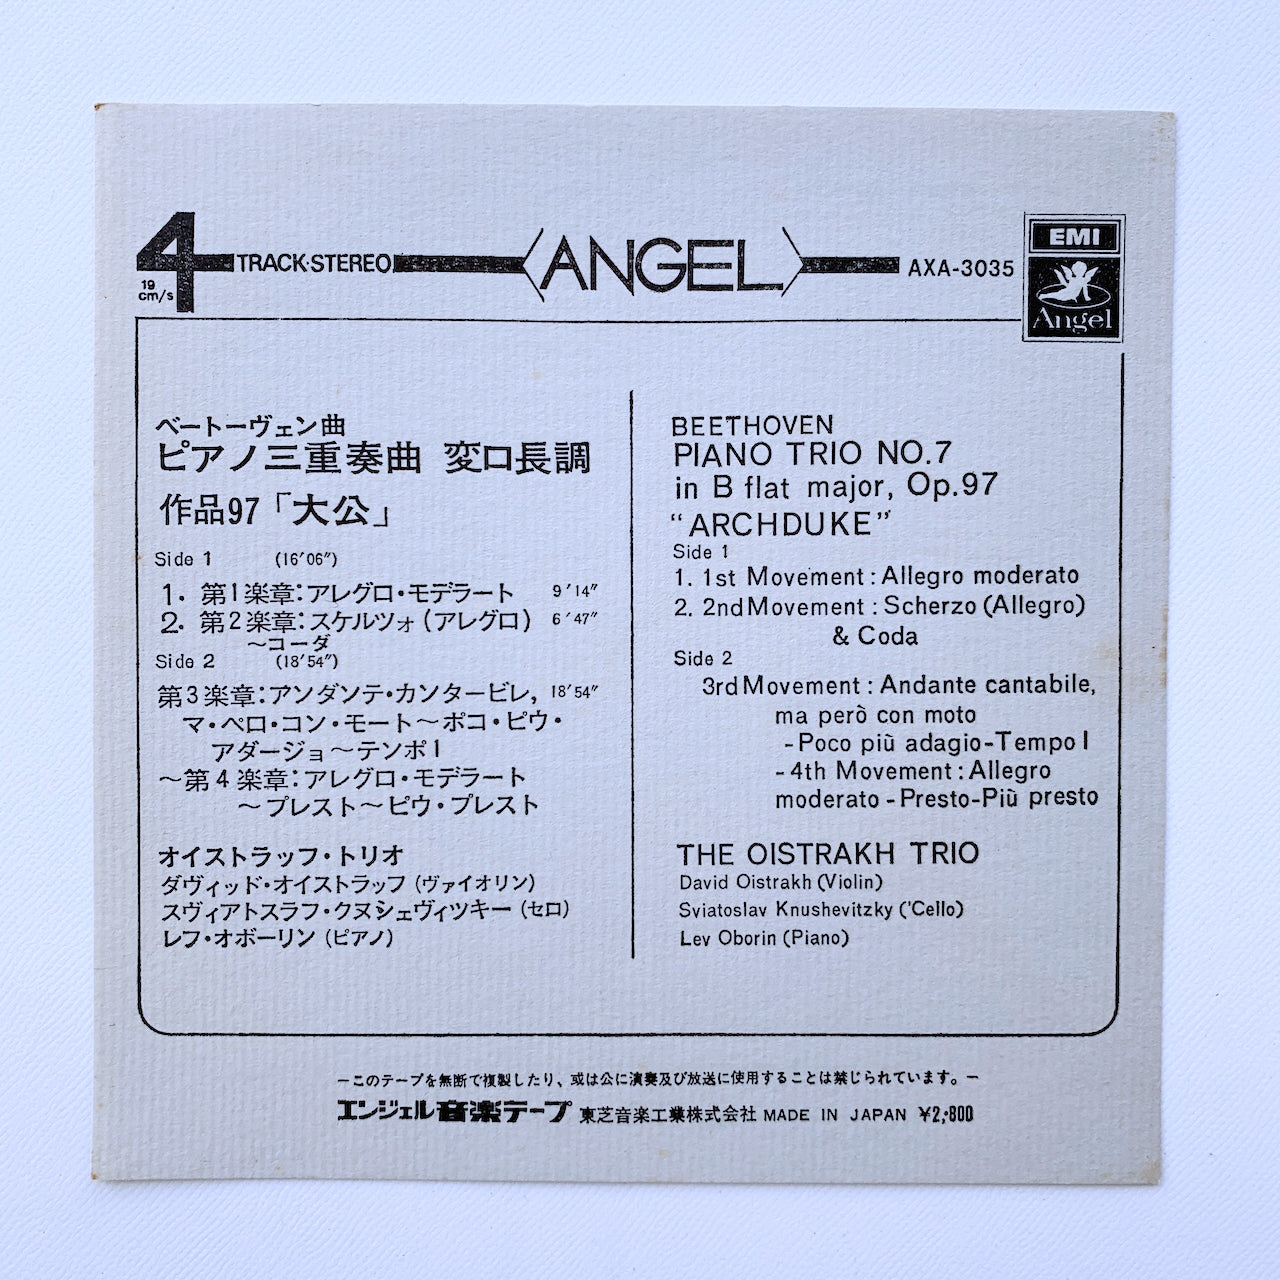 4 TRACK·STEREO 〈ANGEL〉 AXA-3035
19 cm/s
EMI
Angel
ベートーヴェン曲
ピアノ三重奏曲 変ロ長調
作品97「大公」
Side 1 (16′06″)
1. 第1楽章:アレグロ・モデラート 9′14″
2. 第2楽章:スケルツォ(アレグロ) 6′47″
～コーダ
Side 2 (18′54″)
第3楽章:アンダンテ・カンタービレ, 18′54″
マ・ペロ・コン・モート～ポコ・ピウ・
アダージョ～テンポI
～第4楽章:アレグロ・モデラート
～プレスト～ピウ・プレスト
オイストラッフ・トリオ
ダヴィッド・オイストラッフ(ヴァイオリン)
スヴィアトスラフ・クヌシェヴィツキー(セロ)
レフ・オボーリン(ピアノ)
BEETHOVEN
PIANO TRIO NO.7
in B flat major, Op.97
“ARCHDUKE”
Side 1
1. 1st Movement : Allegro moderato
2. 2nd Movement : Scherzo (Allegro)
& Coda
Side 2
3rd Movement : Andante cantabile,
ma però con moto
-Poco più adagio-Tempo I
-4th Movement : Allegro
moderato-Presto-Più presto
THE OISTRAKH TRIO
David Oistrakh (Violin)
Sviatoslav Knushevitzky ('Cello)
Lev Oborin (Piano)
—このテープを無断で複製したり、或は公に演奏及び放送に使用することは禁じられています。—
エンジェル音楽テープ 東芝音楽工業株式会社 MADE IN JAPAN ¥2,800